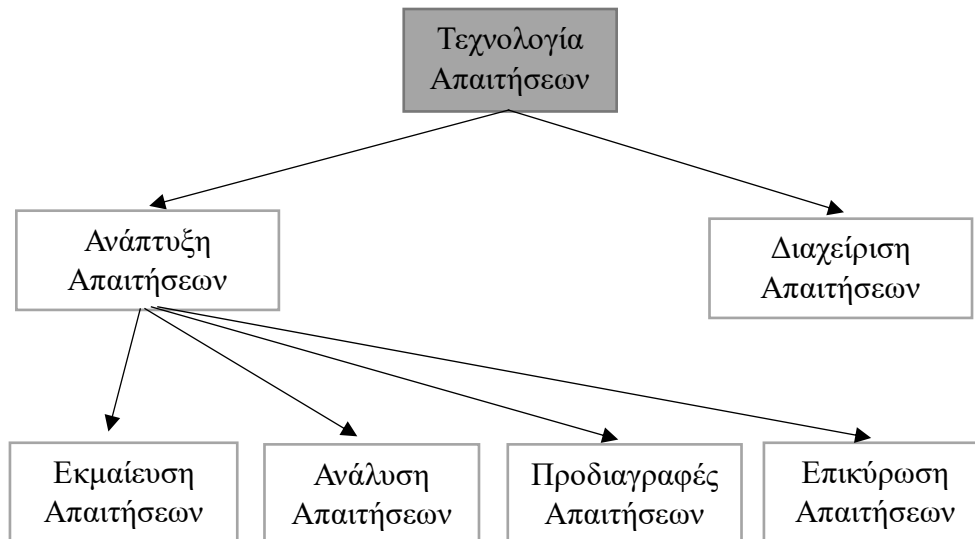 Τεχνολογία
Απαιτήσεων
Ανάπτυξη
Απαιτήσεων
Διαχείριση
Απαιτήσεων
Εκμαίευση
Απαιτήσεων
Ανάλυση
Απαιτήσεων
Προδιαγραφές
Απαιτήσεων
Επικύρωση
Απαιτήσεων